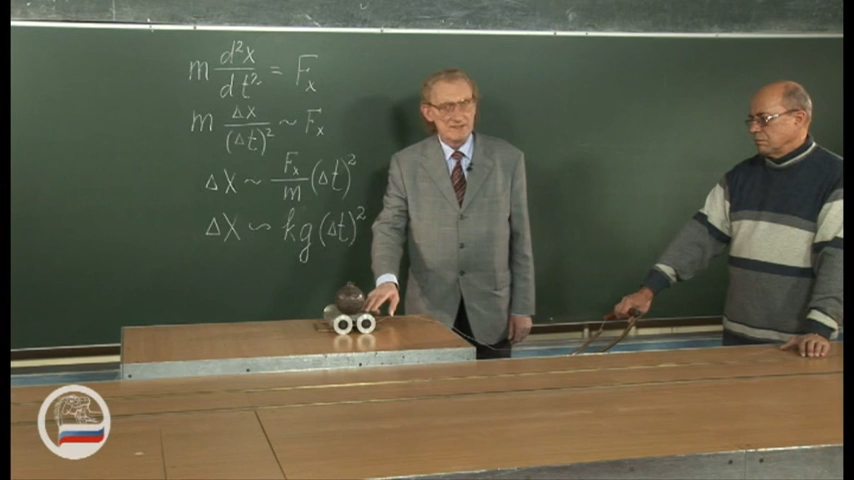 m d²x/dt² = Fₓ
m Δx/(Δt)² ~ Fₓ
Δx ~ Fₓ/m (Δt)²
Δx ~ kg(Δt)²